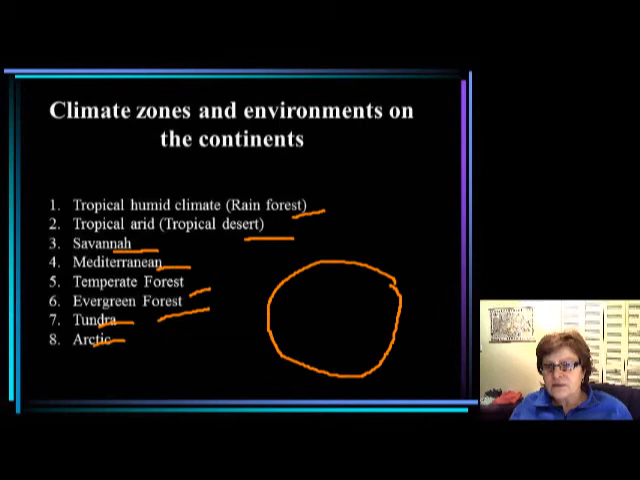 Climate zones and environments on
the continents
1. Tropical humid climate (Rain forest)
2. Tropical arid (Tropical desert)
3. Savannah
4. Mediterranean
5. Temperate Forest
6. Evergreen Forest
7. Tundra
8. Arctic